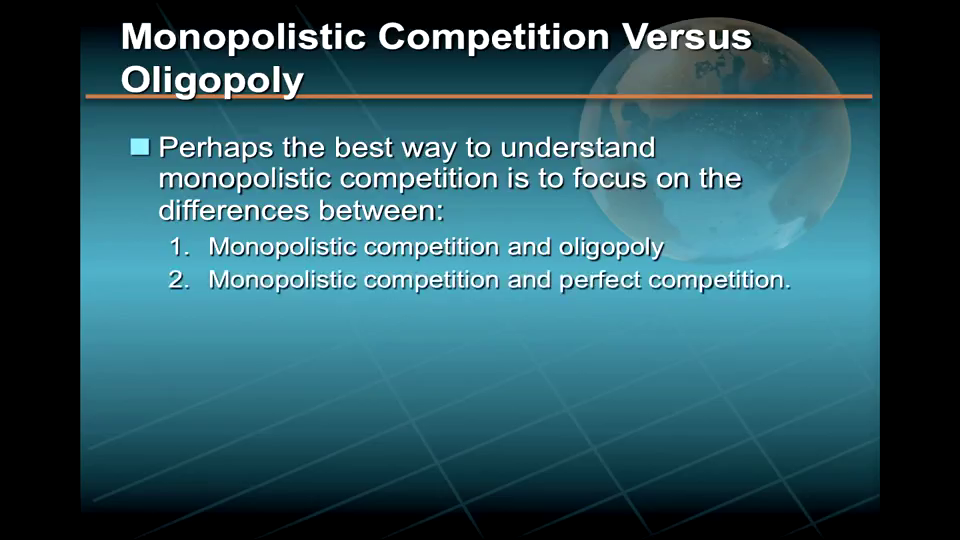 Monopolistic Competition Versus
Oligopoly
Perhaps the best way to understand
monopolistic competition is to focus on the
differences between:
1. Monopolistic competition and oligopoly
2. Monopolistic competition and perfect competition.